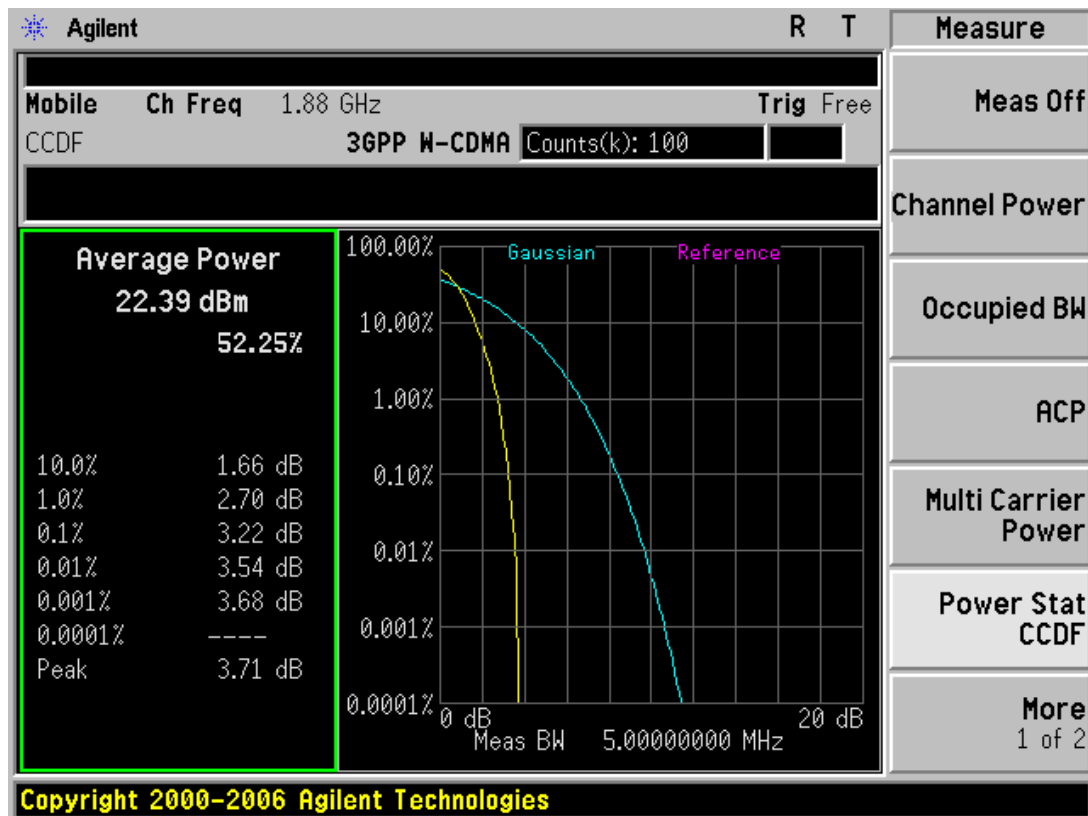 Agilent R T Measure
Mobile Ch Freq 1.88 GHz Trig Free
CCDF 3GPP W-CDMA Counts(k): 100
Average Power
22.39 dBm
52.25%
10.0% 1.66 dB
1.0% 2.70 dB
0.1% 3.22 dB
0.01% 3.54 dB
0.001% 3.68 dB
0.0001% ----
Peak 3.71 dB
Gaussian Reference
100.00%
10.00%
1.00%
0.10%
0.01%
0.001%
0.0001%
0 dB 20 dB
Meas BW 5.00000000 MHz
Meas Off
Channel Power
Occupied BW
ACP
Multi Carrier
Power
Power Stat
CCDF
More
1 of 2
Copyright 2000-2006 Agilent Technologies